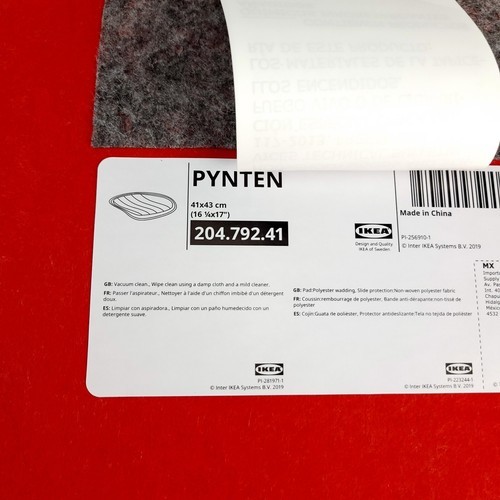 PYNTEN
41x43 cm
(16 ¼x17")
204.792.41
IKEA
Design and Quality
IKEA of Sweden
Made in China
PI-256910-1
© Inter IKEA Systems B.V. 2019
GB: Vacuum clean., Wipe clean using a damp cloth and a mild cleaner.
FR: Passer l'aspirateur., Nettoyer à l'aide d'un chiffon imbibé d'un détergent
doux.
ES: Limpiar con aspiradora., Limpiar con un paño humedecido con un
detergente suave.
IKEA
PI-281971-1
© Inter IKEA Systems B.V. 2019
GB: Pad:Polyester wadding, Slide protection:Non-woven polyester fabric
FR: Coussin:rembourrage de polyester, Bande anti-dérapante:non tissé de
polyester
ES: Cojín:Guata de poliéster, Protector antideslizante:Tela no tejida de poliéster
IKEA
PI-223244-1
© Inter IKEA Systems B.V. 2019
MX
Supply
Av.
4532